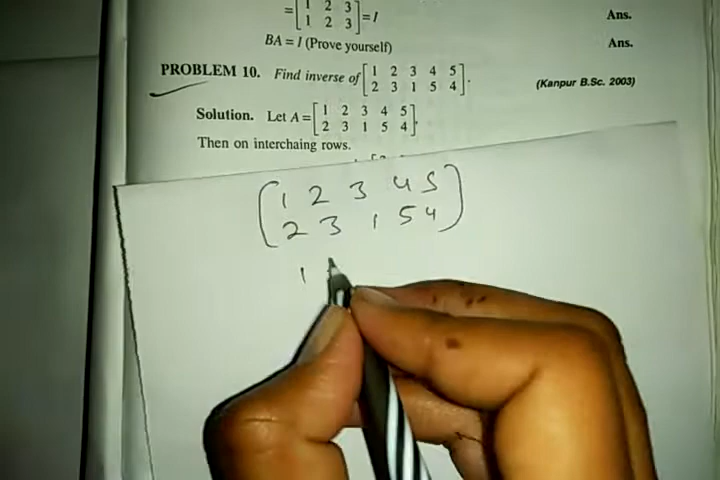 = [ 1 2 3
1 2 3 ] = I
Ans.
BA = I (Prove yourself)
Ans.
PROBLEM 10. Find inverse of [ 1 2 3 4 5
2 3 1 5 4 ].
(Kanpur B.Sc. 2003)
Solution. Let A = [ 1 2 3 4 5
2 3 1 5 4 ].
Then on interchaing rows.
( 1 2 3 4 5
2 3 1 5 4 )
1